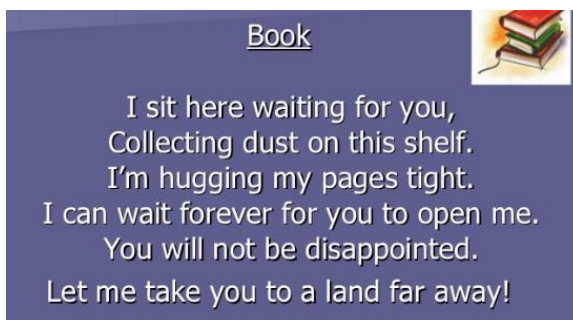 Book
I sit here waiting for you,
Collecting dust on this shelf.
I'm hugging my pages tight.
I can wait forever for you to open me.
You will not be disappointed.
Let me take you to a land far away!